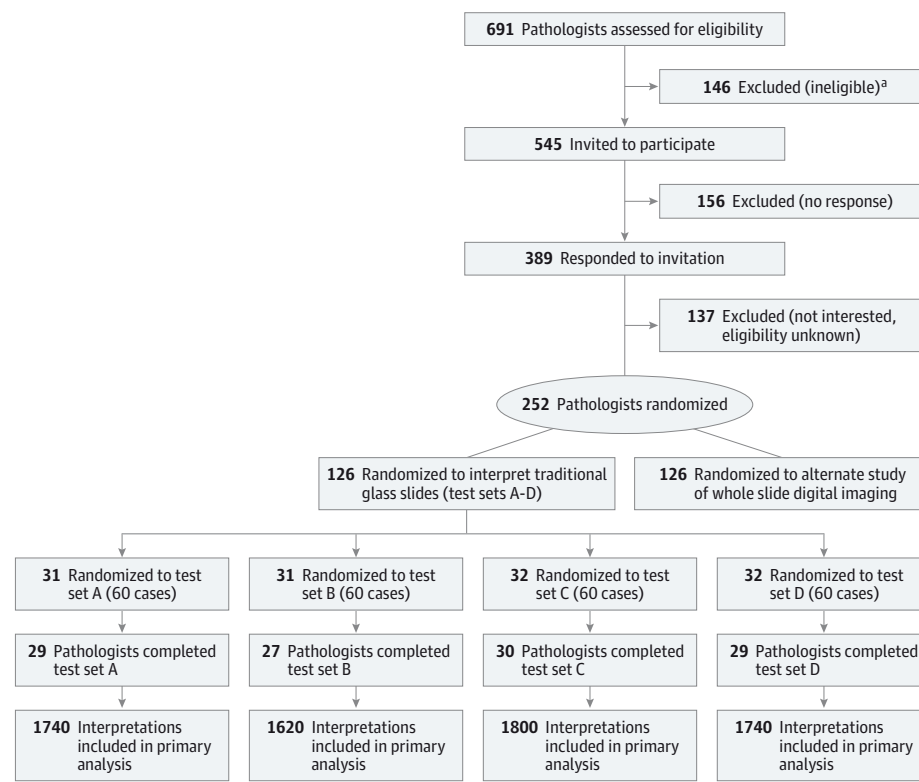 691 Pathologists assessed for eligibility
146 Excluded (ineligible)a
545 Invited to participate
156 Excluded (no response)
389 Responded to invitation
137 Excluded (not interested,
eligibility unknown)
252 Pathologists randomized
126 Randomized to interpret traditional
glass slides (test sets A-D)
126 Randomized to alternate study
of whole slide digital imaging
31 Randomized to test
set A (60 cases)
31 Randomized to test
set B (60 cases)
32 Randomized to test
set C (60 cases)
32 Randomized to test
set D (60 cases)
29 Pathologists completed
test set A
27 Pathologists completed
test set B
30 Pathologists completed
test set C
29 Pathologists completed
test set D
1740 Interpretations
included in primary
analysis
1620 Interpretations
included in primary
analysis
1800 Interpretations
included in primary
analysis
1740 Interpretations
included in primary
analysis